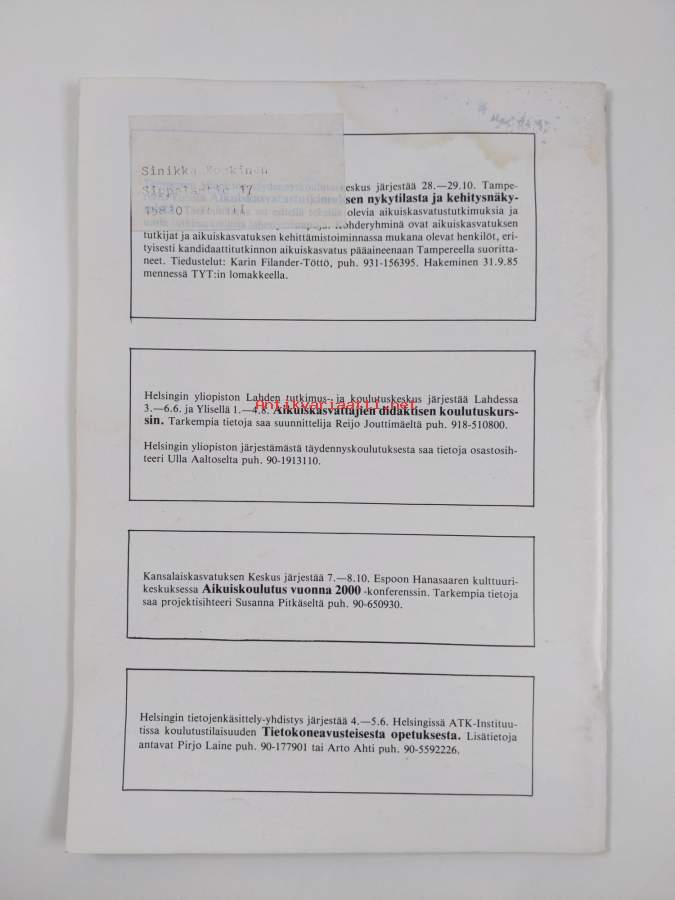 Sinikka
17
15830
keskus järjestää 28.—29.10. Tampe-
sen nykytilasta ja kehitysnäky-
olevia aikuiskasvatustutkimuksia ja
Kohderyhminä ovat aikuiskasvatuksen
tutkijat ja aikuiskasvatuksen kehittämistoiminnassa mukana olevat henkilöt, eri-
tyisesti kandidaattitutkinnon aikuiskasvatus pääaineenaan Tampereella suoritta-
neet. Tiedustelut: Karin Filander-Töttö, puh. 931-156395. Hakeminen 31.9.85
mennessä TYT:in lomakkeella.
Helsingin yliopiston Lahden tutkimus- ja koulutuskeskus järjestää Lahdessa
Antikvariaatti.net
3.—6.6. ja Ylisellä 1.—4.8. Aikuiskasvattajien didaktisen koulutuskurs-
sin. Tarkempia tietoja saa suunnittelija Reijo Jouttimäeltä puh. 918-510800.
Helsingin yliopiston järjestämästä täydennyskoulutuksesta saa tietoja osastosih-
teeri Ulla Aaltoselta puh. 90-1913110.
Kansalaiskasvatuksen Keskus järjestää 7.—8.10. Espoon Hanasaaren kulttuuri-
keskuksessa Aikuiskoulutus vuonna 2000 -konferenssin. Tarkempia tietoja
saa projektisihteeri Susanna Pitkäseltä puh. 90-650930.
Helsingin tietojenkäsittely-yhdistys järjestää 4.—5.6. Helsingissä ATK-Instituu-
tissa koulutustilaisuuden Tietokoneavusteisesta opetuksesta. Lisätietoja
antavat Pirjo Laine puh. 90-177901 tai Arto Ahti puh. 90-5592226.